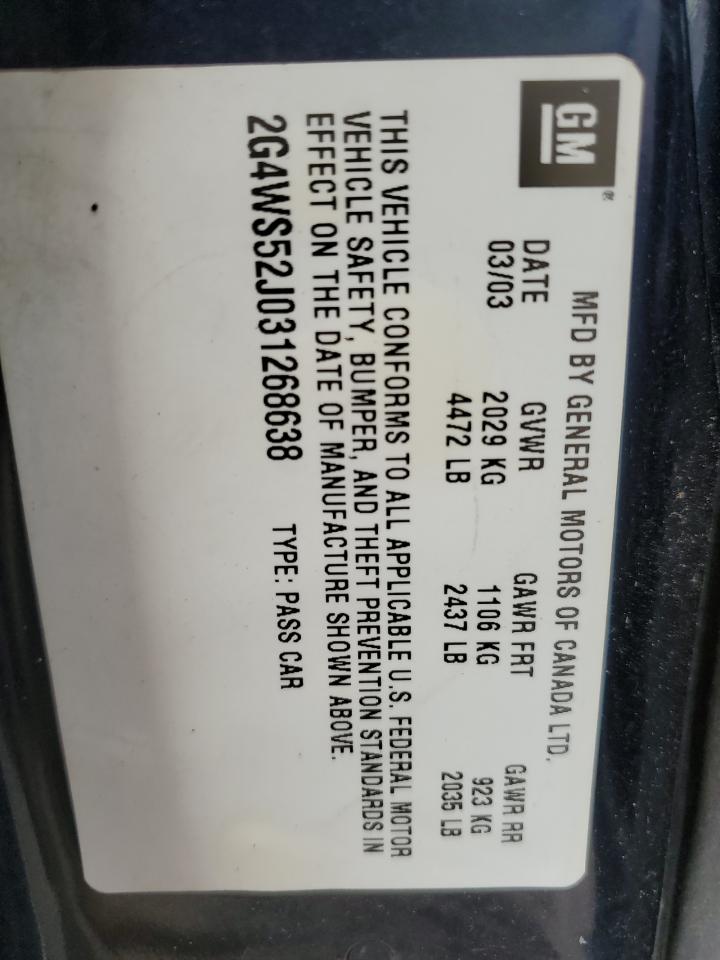 GM®
MFD BY GENERAL MOTORS OF CANADA LTD.
DATE GVWR GAWR FRT GAWR RR
03/03 2029 KG 1106 KG 923 KG
4472 LB 2437 LB 2035 LB
THIS VEHICLE CONFORMS TO ALL APPLICABLE U.S. FEDERAL MOTOR
VEHICLE SAFETY, BUMPER, AND THEFT PREVENTION STANDARDS IN
EFFECT ON THE DATE OF MANUFACTURE SHOWN ABOVE.
2G4WS52J031268638 TYPE: PASS CAR